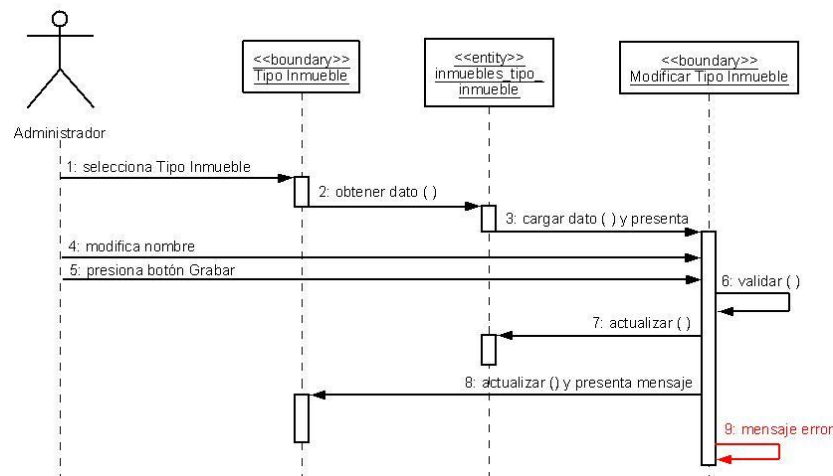 <<boundary>>
Tipo Inmueble
<<entity>>
inmuebles_tipo_
inmueble
<<boundary>>
Modificar Tipo Inmueble
Administrador
1: selecciona Tipo Inmueble
2: obtener dato ( )
3: cargar dato ( ) y presenta
4: modifica nombre
5: presiona botón Grabar
6: validar ( )
7: actualizar ( )
8: actualizar () y presenta mensaje
9: mensaje error